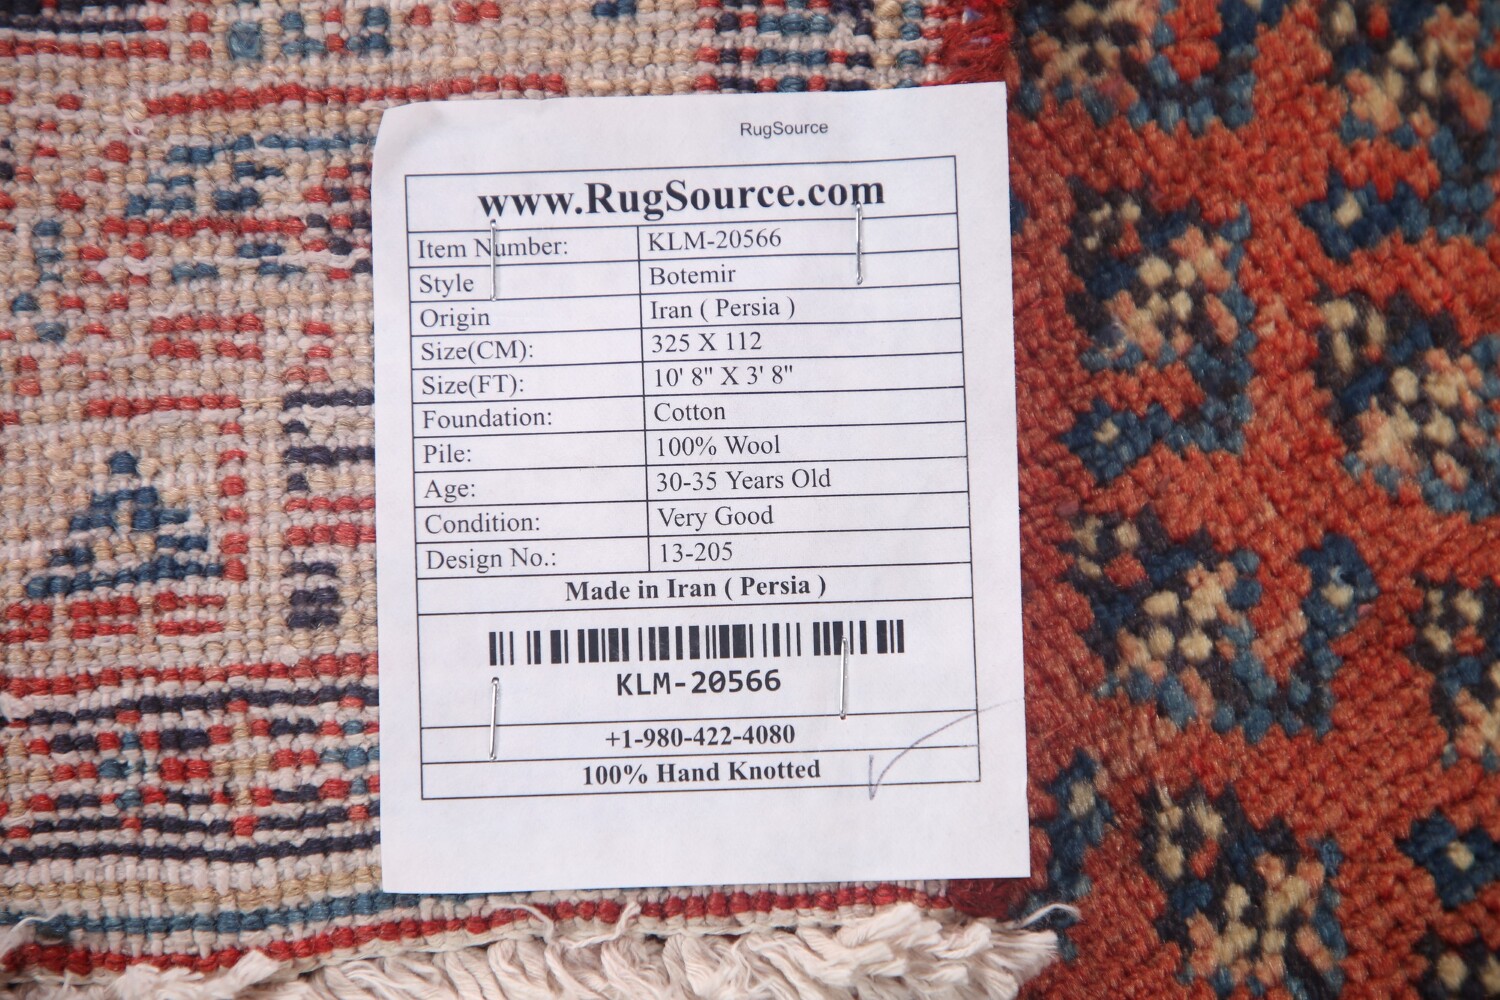 RugSource
www.RugSource.com
Item Number: KLM-20566
Style Botemir
Origin Iran ( Persia )
Size(CM): 325 X 112
Size(FT): 10' 8" X 3' 8"
Foundation: Cotton
Pile: 100% Wool
Age: 30-35 Years Old
Condition: Very Good
Design No.: 13-205
Made in Iran ( Persia )
KLM-20566
+1-980-422-4080
100% Hand Knotted